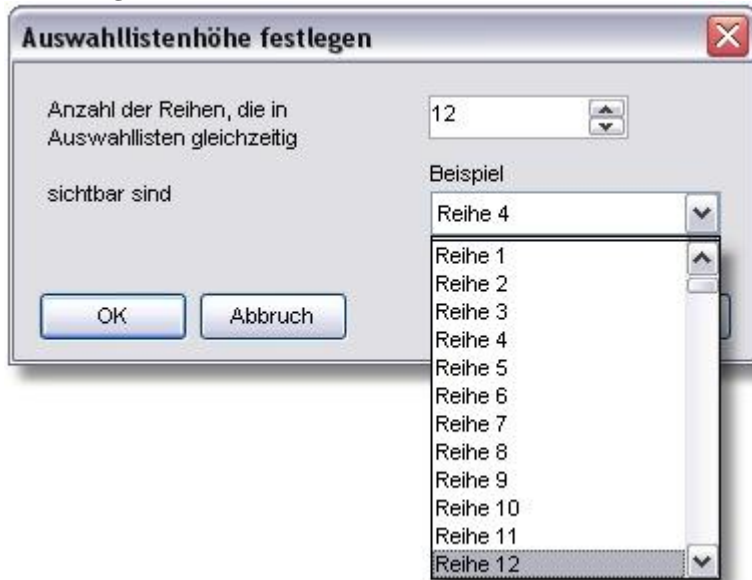 Auswahllistenhöhe festlegen
Anzahl der Reihen, die in
Auswahllisten gleichzeitig
sichtbar sind
12
Beispiel
Reihe 4
Reihe 1
Reihe 2
Reihe 3
Reihe 4
Reihe 5
Reihe 6
Reihe 7
Reihe 8
Reihe 9
Reihe 10
Reihe 11
Reihe 12
OK
Abbruch